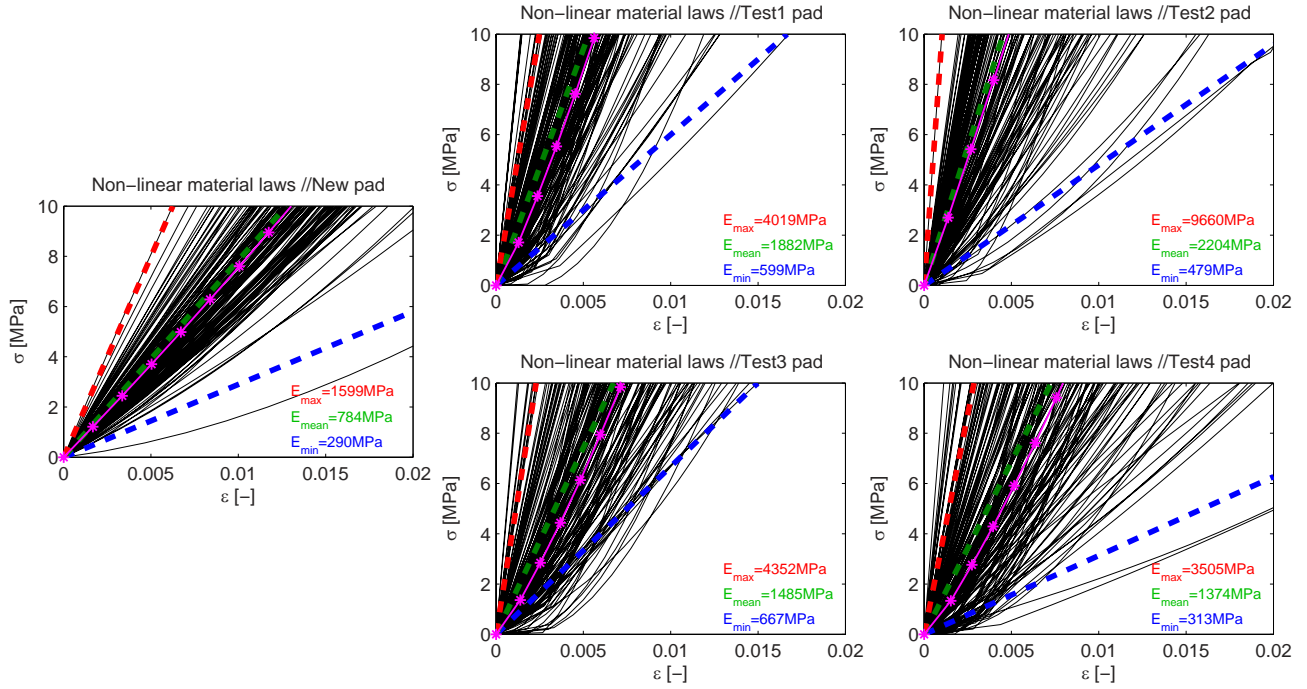 Non−linear material laws //New pad
10
8
6
4
2
0
σ [MPa]
0
0.005
0.01
0.015
0.02
ε [−]
E_max=1599MPa
E_mean=784MPa
E_min=290MPa
Non−linear material laws //Test1 pad
10
8
6
4
2
0
σ [MPa]
0
0.005
0.01
0.015
0.02
ε [−]
E_max=4019MPa
E_mean=1882MPa
E_min=599MPa
Non−linear material laws //Test2 pad
10
8
6
4
2
0
σ [MPa]
0
0.005
0.01
0.015
0.02
ε [−]
E_max=9660MPa
E_mean=2204MPa
E_min=479MPa
Non−linear material laws //Test3 pad
10
8
6
4
2
0
σ [MPa]
0
0.005
0.01
0.015
0.02
ε [−]
E_max=4352MPa
E_mean=1485MPa
E_min=667MPa
Non−linear material laws //Test4 pad
10
8
6
4
2
0
σ [MPa]
0
0.005
0.01
0.015
0.02
ε [−]
E_max=3505MPa
E_mean=1374MPa
E_min=313MPa